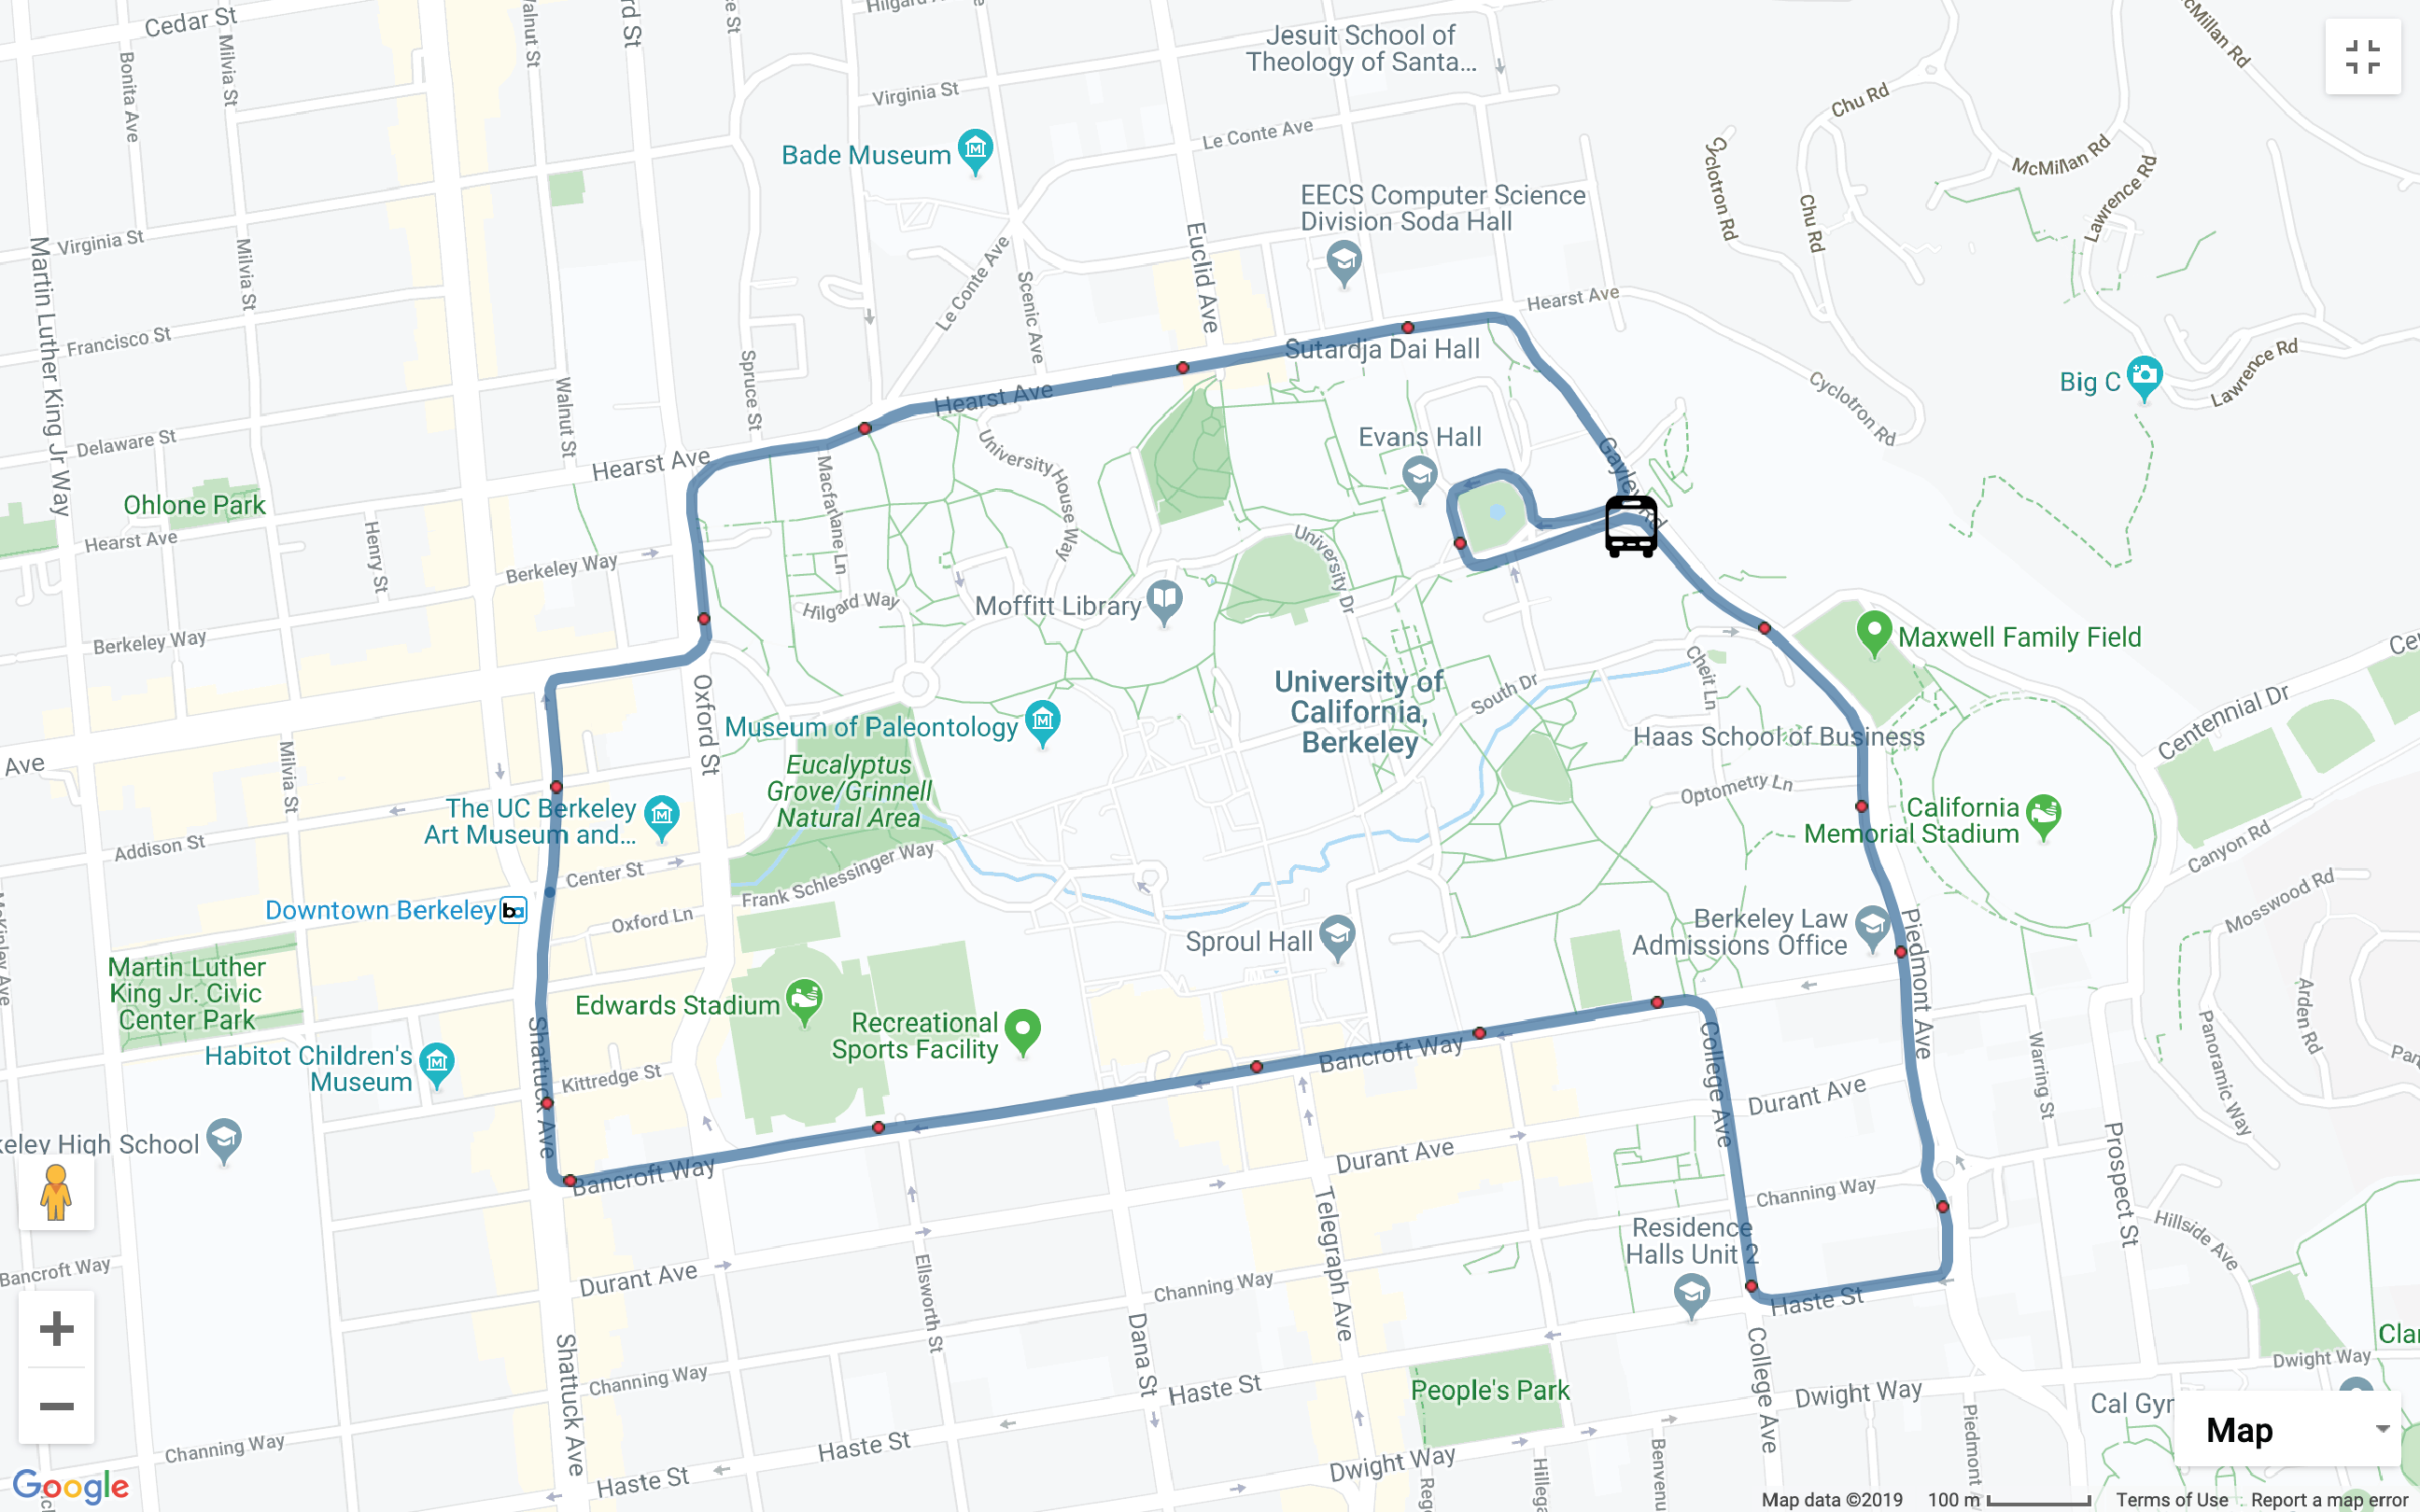 Cedar St
Bonita Ave
Milvia St
Walnut St
Virginia St
Jesuit School of
Theology of Santa...
McMillan Rd
Chu Rd
Le Conte Ave
Bade Museum
Cyclotron Rd
McMillan Rd
Lawrence Rd
EECS Computer Science
Division Soda Hall
Chu Rd
Virginia St
Milvia St
Martin Luther King Jr Way
Euclid Ave
Le Conte Ave
Scenic Ave
Hearst Ave
Francisco St
Spruce St
Walnut St
Sutardja Dai Hall
Lawrence Rd
Big C
Cyclotron Rd
Hearst Ave
Delaware St
Hearst Ave
Evans Hall
Gayley Rd
University House Way
Macfarlane Ln
Ohlone Park
Hearst Ave
Henry St
Berkeley Way
University Dr
Hilgard Way
Moffitt Library
Berkeley Way
Maxwell Family Field
Cheit Ln
South Dr
University of
California,
Berkeley
Oxford St
Museum of Paleontology
Haas School of Business
Centennial Dr
Ave
Milvia St
Eucalyptus
Grove/Grinnell
Natural Area
Optometry Ln
The UC Berkeley
Art Museum and...
California
Memorial Stadium
Addison St
Center St
Frank Schlessinger Way
Canyon Rd
Downtown Berkeley
Oxford Ln
Mosswood Rd
Berkeley Law
Admissions Office
Sproul Hall
Piedmont Ave
Martin Luther
King Jr. Civic
Center Park
Edwards Stadium
Recreational
Sports Facility
Arden Rd
Panoramic Way
Warring St
Habitot Children's
Museum
Kittredge St
Shattuck Ave
Bancroft Way
College Ave
Durant Ave
Durant Ave
Bancroft Way
Channing Way
Prospect St
Hillside Ave
Residence
Halls Unit 2
Telegraph Ave
Bancroft Way
Durant Ave
Ellsworth St
Channing Way
Haste St
Dana St
College Ave
Shattuck Ave
Channing Way
Haste St
People's Park
Dwight Way
Dwight Way
Channing Way
Haste St
Haste St
Dwight Way
Map
Google
Map data ©2019
100 m
Terms of Use
Report a map error